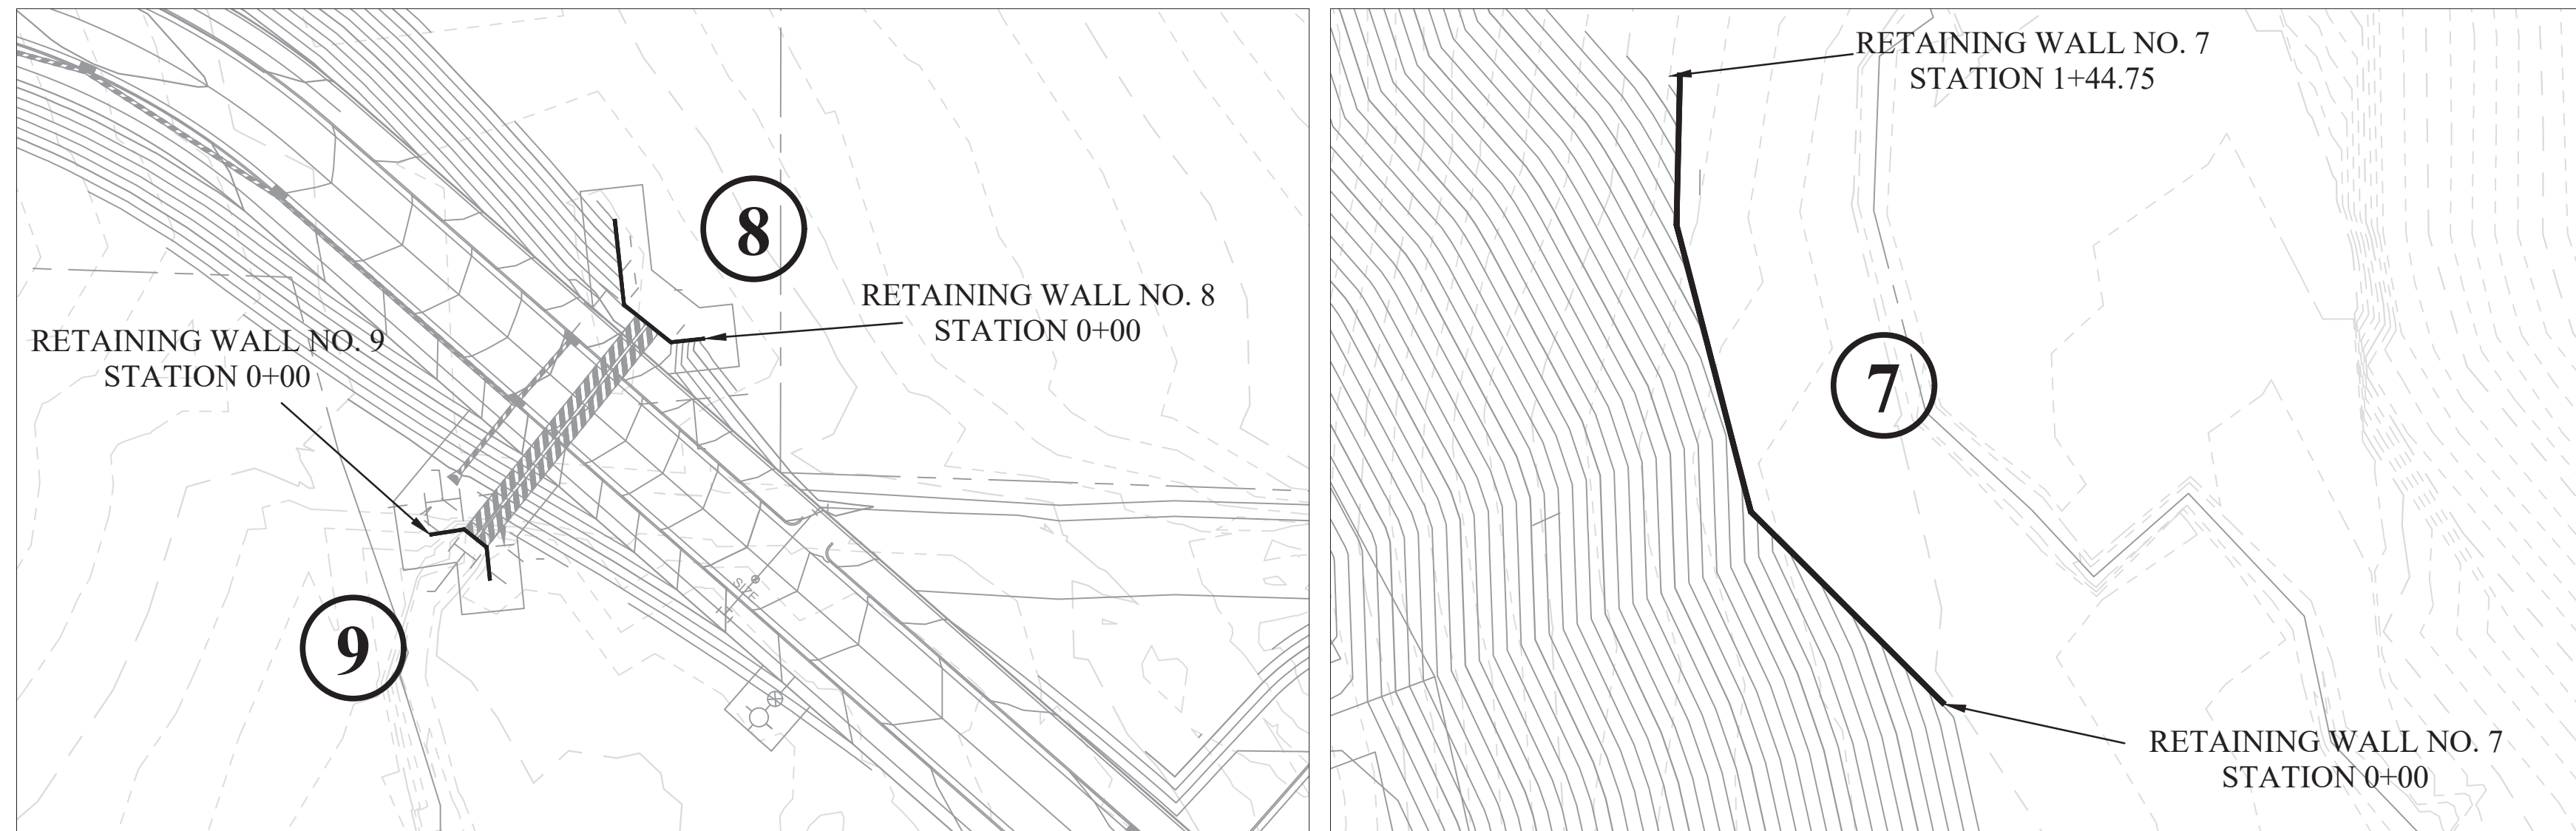 8
RETAINING WALL NO. 8
STATION 0+00
RETAINING WALL NO. 9
STATION 0+00
9
SIZE
RETAINING WALL NO. 7
STATION 1+44.75
7
RETAINING WALL NO. 7
STATION 0+00